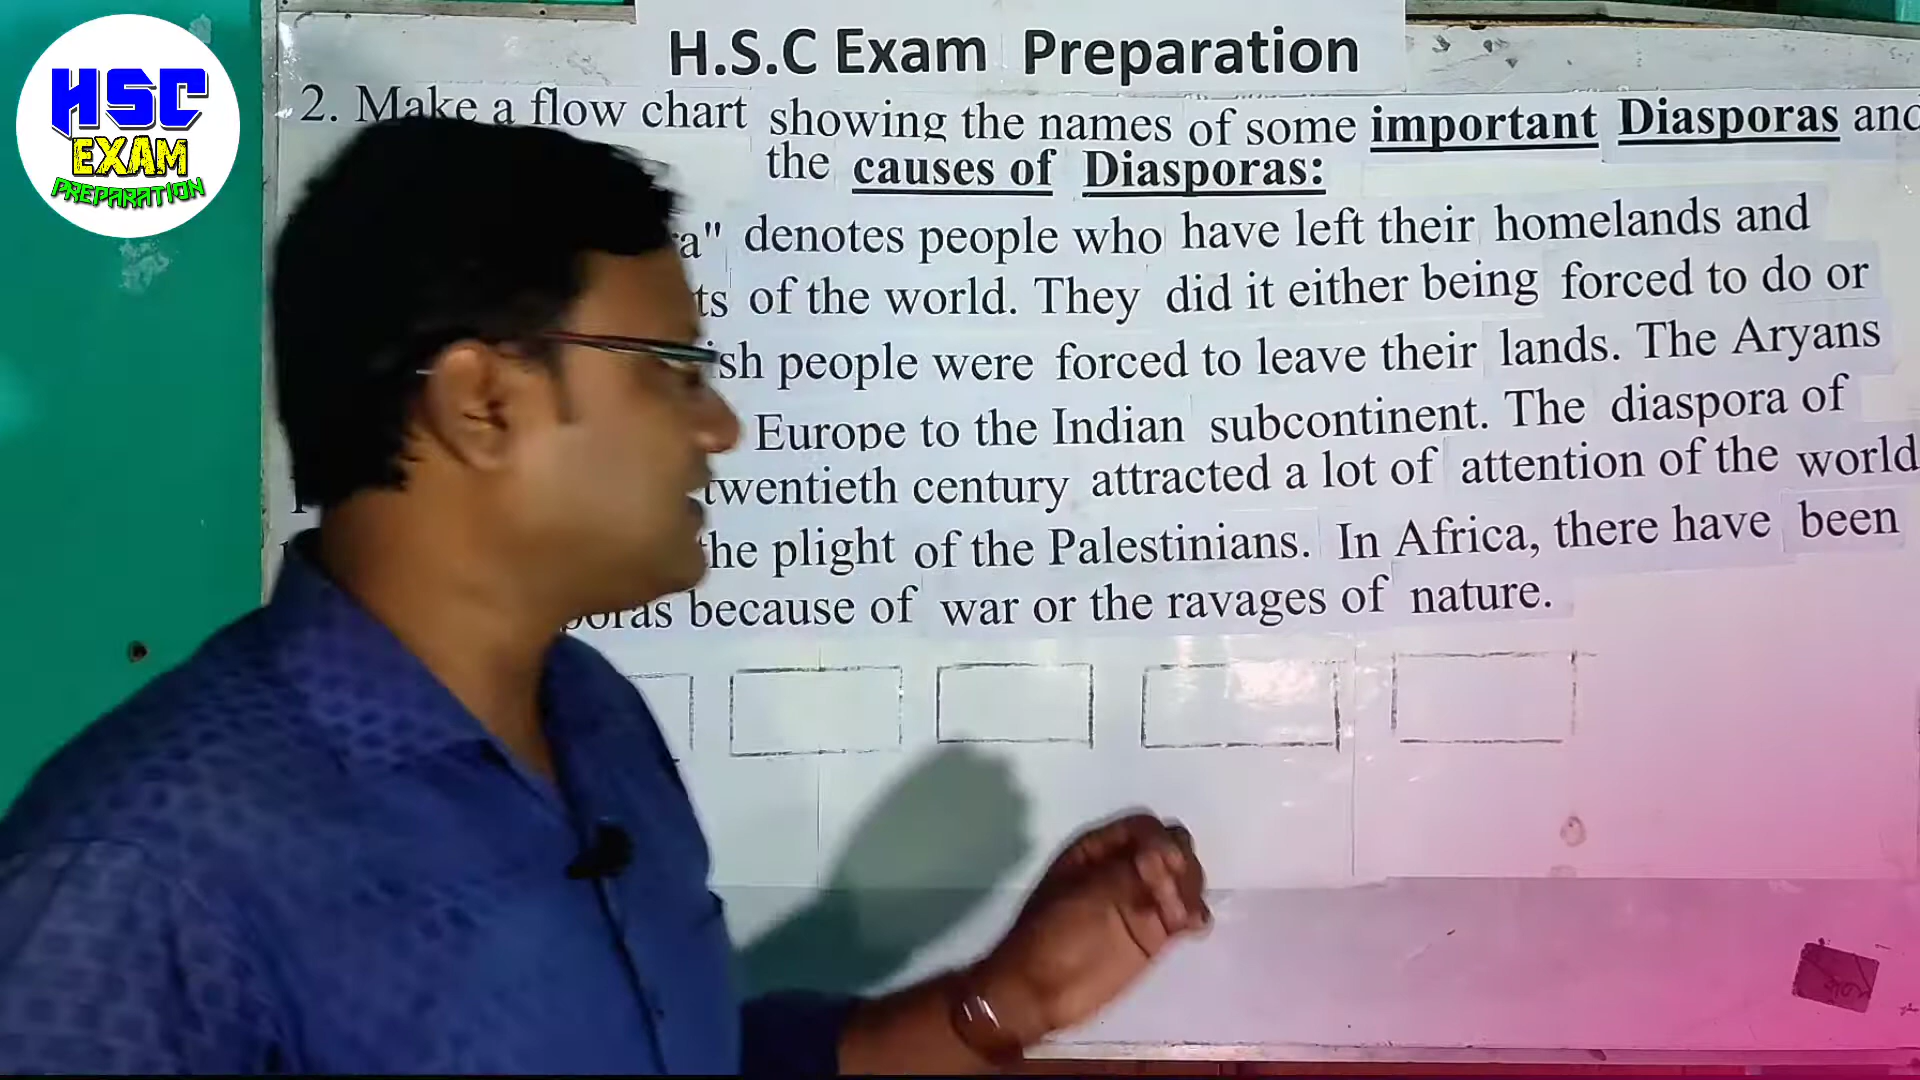 HSC
EXAM
PREPARATION
H.S.C Exam Preparation
2. Make a flow chart showing the names of some important Diasporas and
the causes of Diasporas:
a" denotes people who have left their homelands and
ts of the world. They did it either being forced to do or
ish people were forced to leave their lands. The Aryans
Europe to the Indian subcontinent. The diaspora of
twentieth century attracted a lot of attention of the world
the plight of the Palestinians. In Africa, there have been
poras because of war or the ravages of nature.